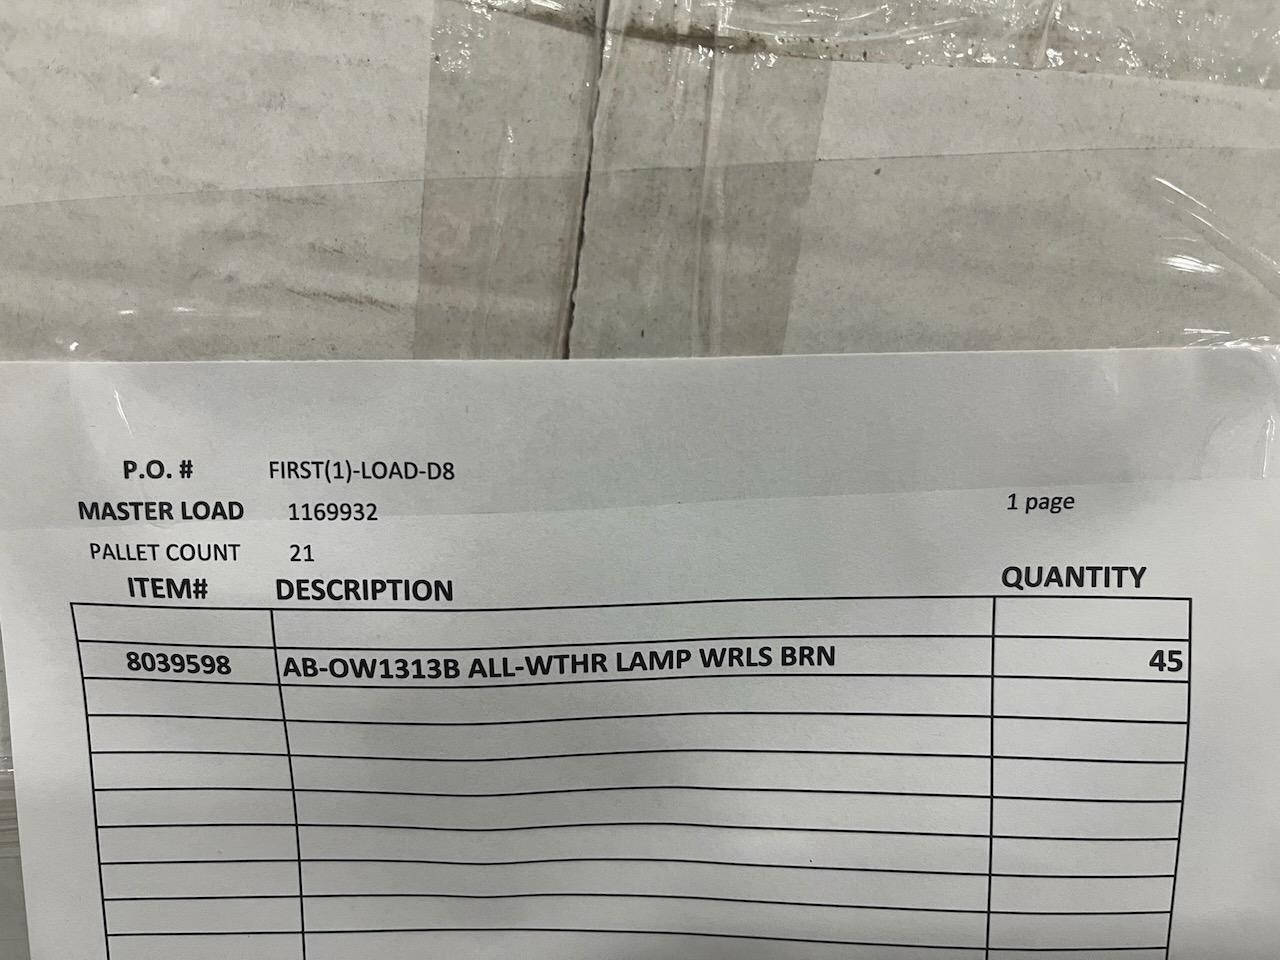 P.O. # FIRST(1)-LOAD-D8
MASTER LOAD 1169932
1 page
PALLET COUNT 21
ITEM# DESCRIPTION QUANTITY
8039598 AB-OW1313B ALL-WTHR LAMP WRLS BRN 45